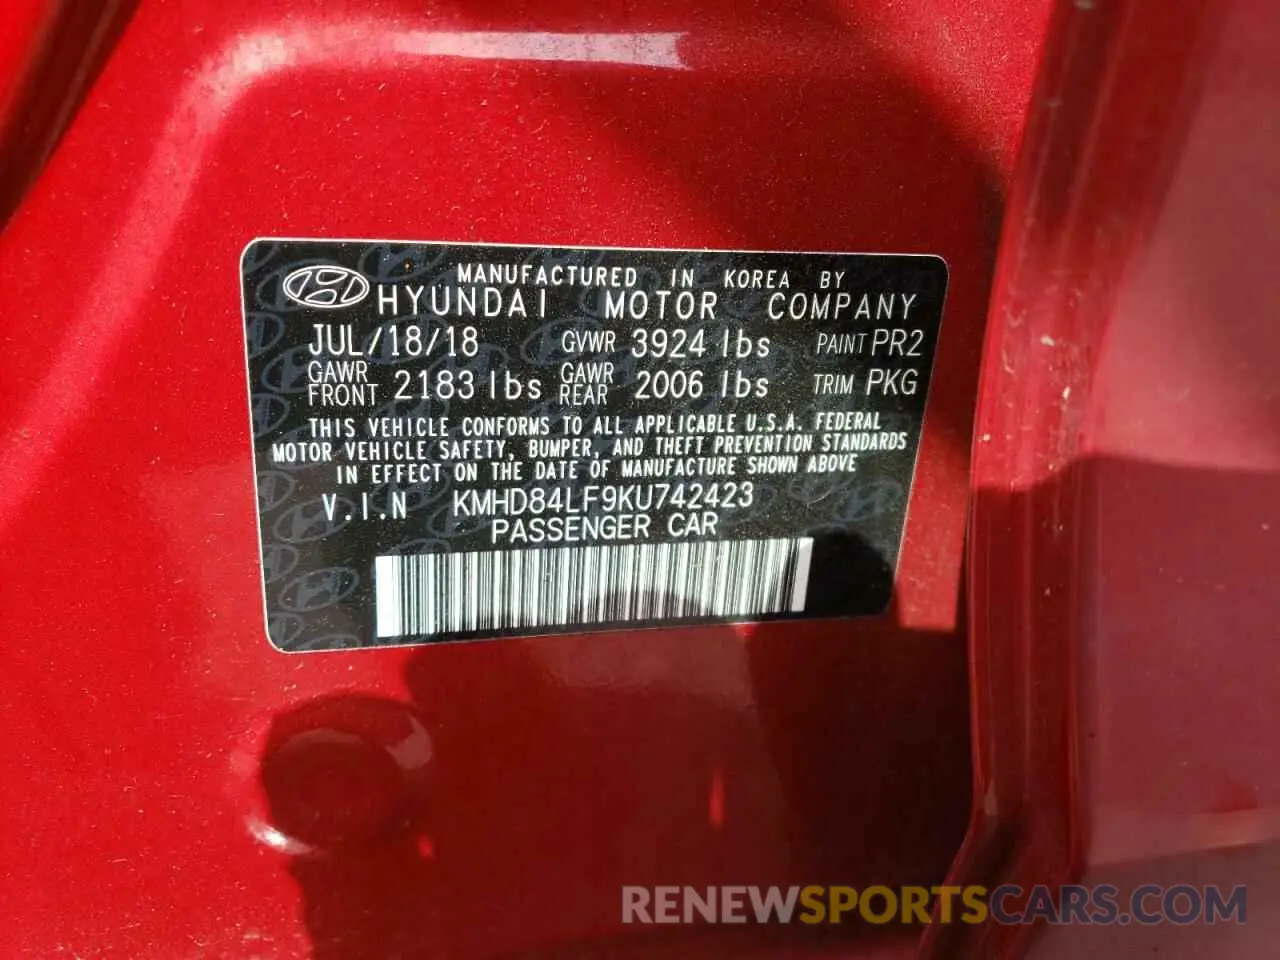 MANUFACTURED IN KOREA BY
HYUNDAI MOTOR COMPANY
JUL/18/18 GVWR 3924 lbs PAINT PR2
GAWR FRONT 2183 lbs GAWR REAR 2006 lbs TRIM PKG
THIS VEHICLE CONFORMS TO ALL APPLICABLE U.S.A. FEDERAL
MOTOR VEHICLE SAFETY, BUMPER, AND THEFT PREVENTION STANDARDS
IN EFFECT ON THE DATE OF MANUFACTURE SHOWN ABOVE
V.I.N KMHD84LF9KU742423
PASSENGER CAR
RENEWSPORTSCARS.COM